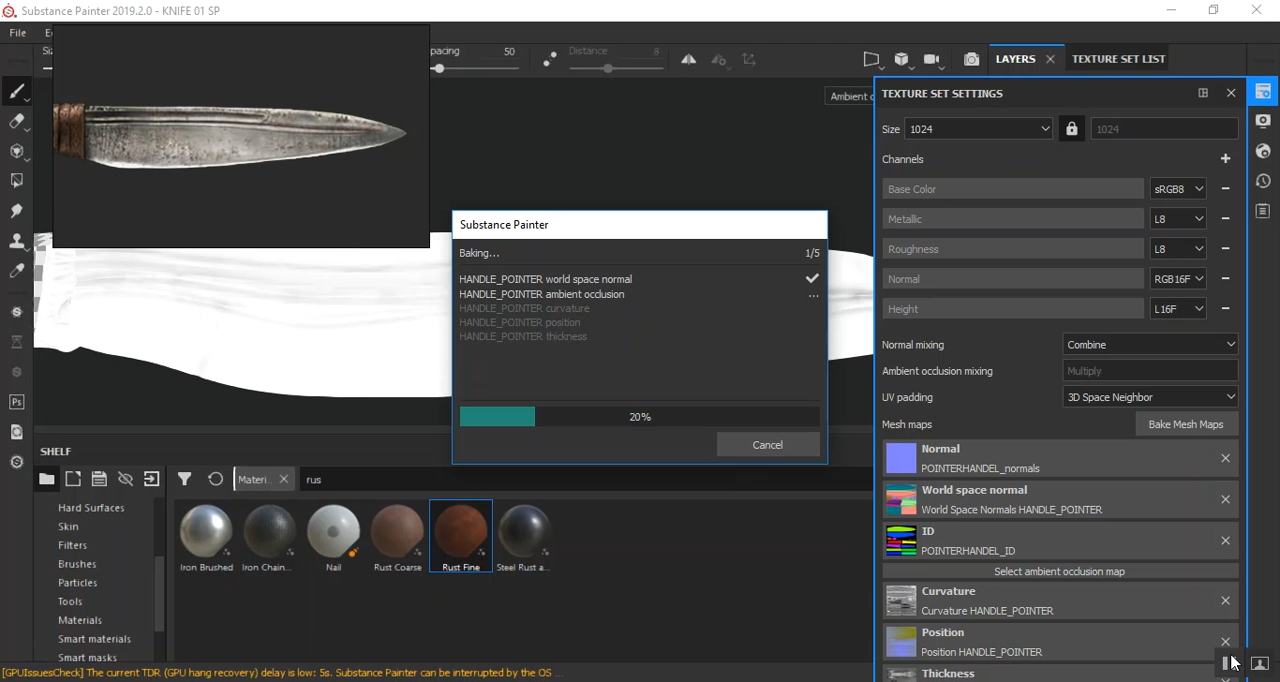 Substance Painter 2019.2.0 - KNIFE 01 SP
File
pacing 50 Distance 8
LAYERS TEXTURE SET LIST
TEXTURE SET SETTINGS
Ambient
Size 1024 1024
Channels
Base Color sRGB8
Metallic L8
Roughness L8
Normal RGB16F
Height L16F
Normal mixing Combine
Ambient occlusion mixing Multiply
UV padding 3D Space Neighbor
Mesh maps Bake Mesh Maps
Normal
POINTERHANDEL_normals
World space normal
World Space Normals HANDLE_POINTER
ID
POINTERHANDEL_ID
Select ambient occlusion map
Curvature
Curvature HANDLE_POINTER
Position
Position HANDLE_POINTER
Thickness
Substance Painter
Baking... 1/5
HANDLE_POINTER world space normal
HANDLE_POINTER ambient occlusion ...
HANDLE_POINTER curvature
HANDLE_POINTER position
HANDLE_POINTER thickness
20%
Cancel
Ps
SHELF
Materi... rus
Hard Surfaces
Skin
Filters
Brushes
Particles
Tools
Materials
Smart materials
Smart masks
Iron Brushed Iron Chain... Nail Rust Coarse Rust Fine Steel Rust a...
[GPUIssuesCheck] The current TDR (GPU hang recovery) delay is low: 5s. Substance Painter can be interrupted by the OS ...